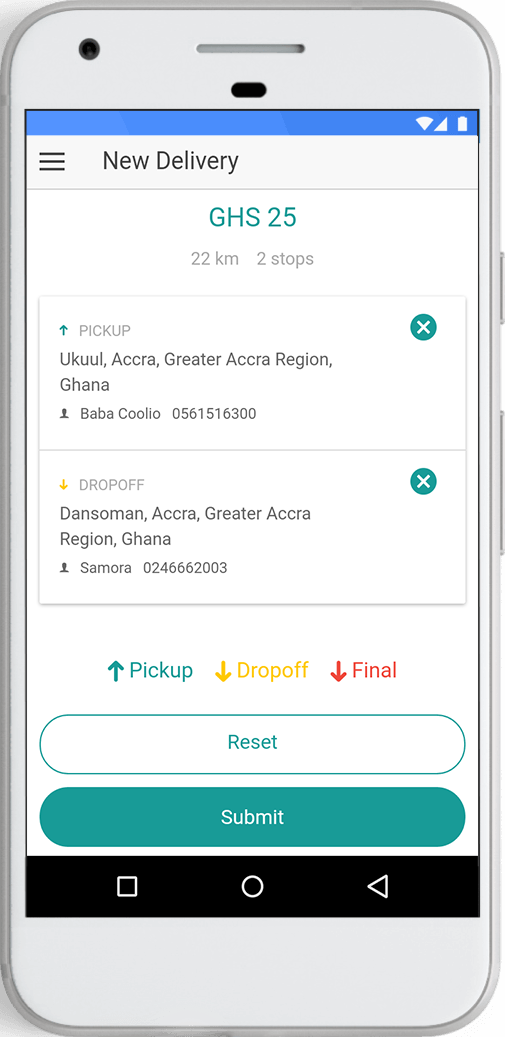 New Delivery
GHS 25
22 km 2 stops
PICKUP
Ukuul, Accra, Greater Accra Region,
Ghana
Baba Coolio 0561516300
DROPOFF
Dansoman, Accra, Greater Accra
Region, Ghana
Samora 0246662003
Pickup Dropoff Final
Reset
Submit